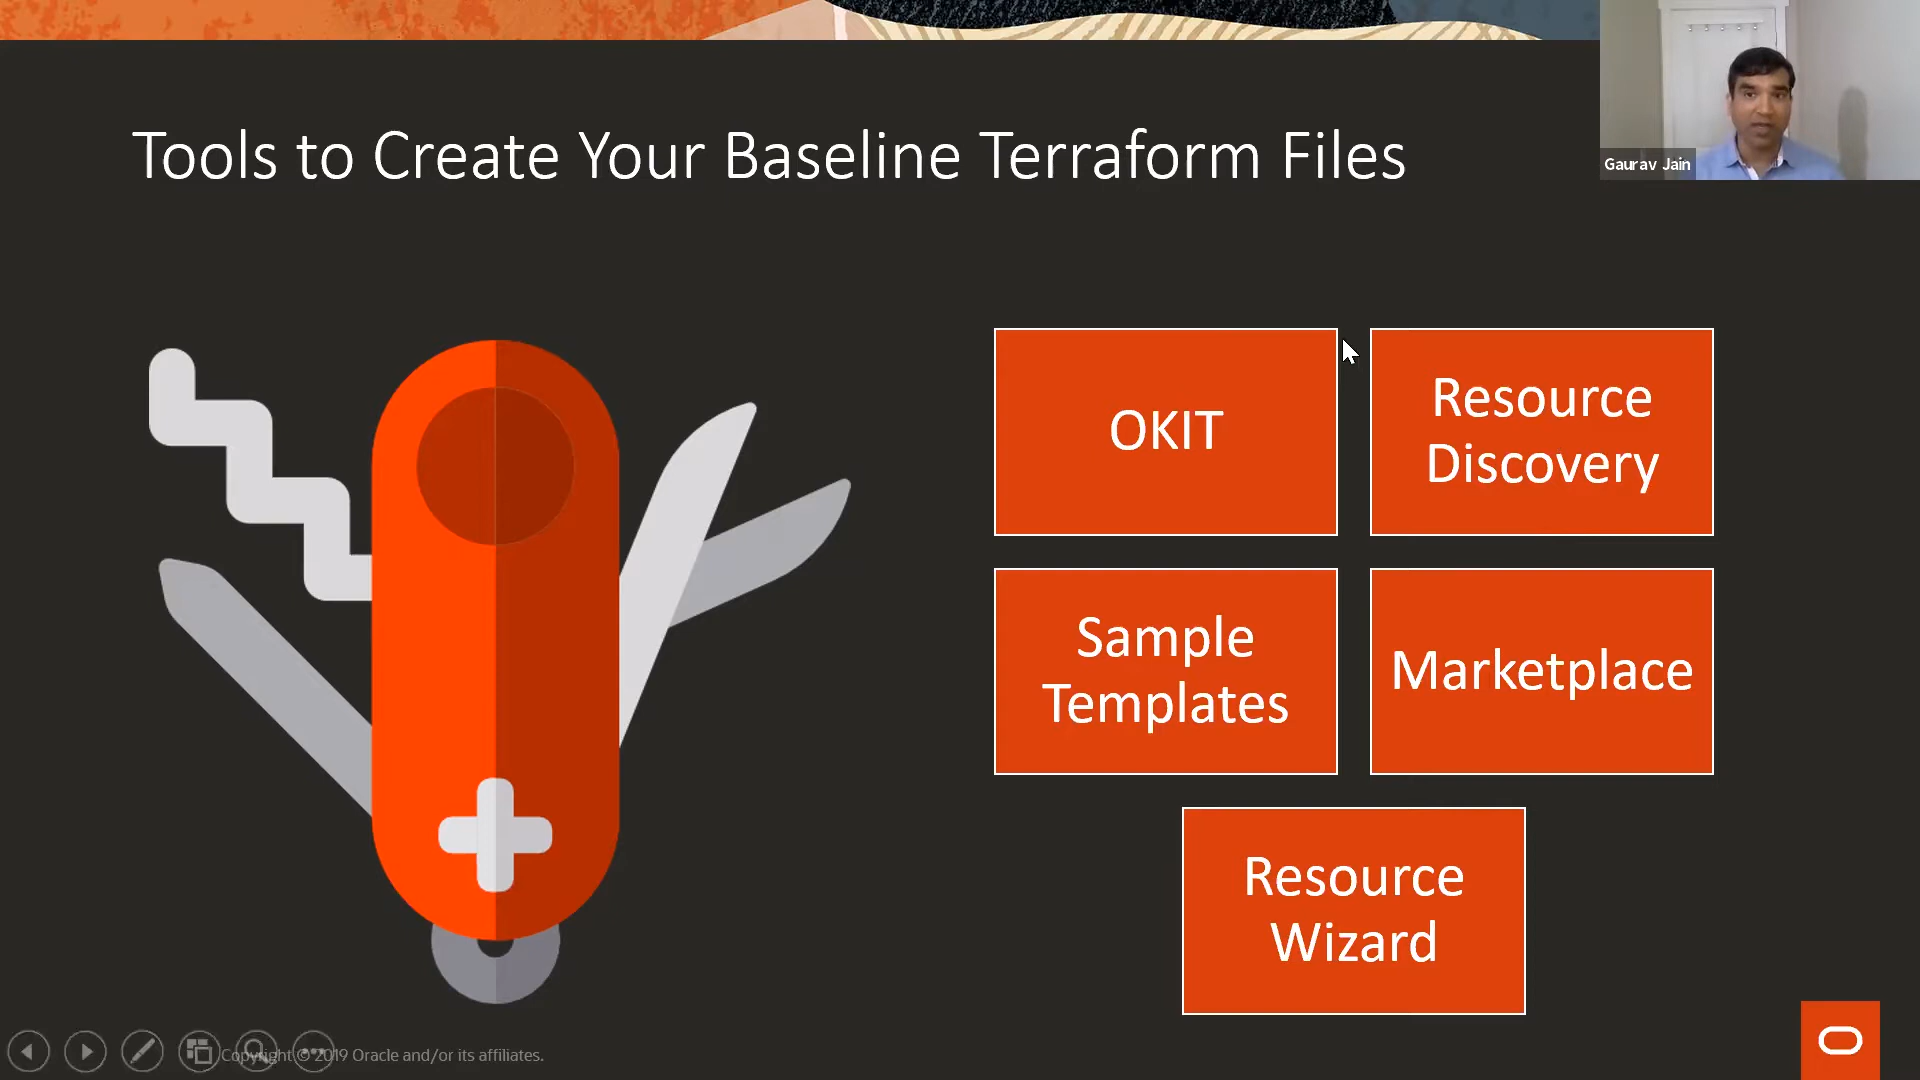 Tools to Create Your Baseline Terraform Files
Gaurav Jain
OKIT
Resource
Discovery
Sample
Templates
Marketplace
Resource
Wizard
Copyright © 2019 Oracle and/or its affiliates.